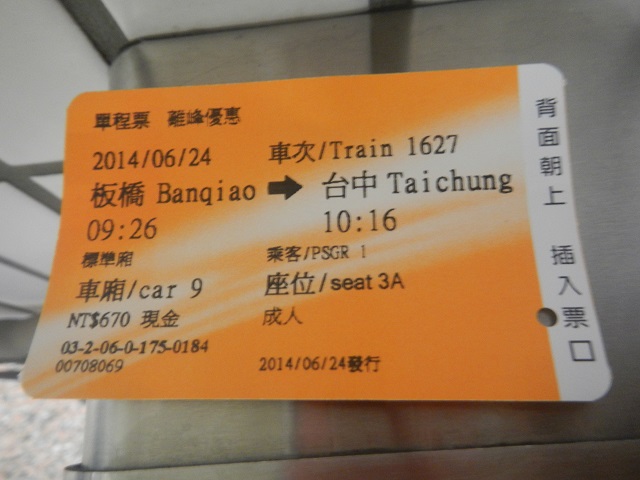 單程票 離峰優惠
2014/06/24 車次/Train 1627
板橋 Banqiao → 台中 Taichung
09:26 10:16
標準廂 乘客/PSGR 1
車廂/car 9 座位/seat 3A
NT$670 現金 成人
03-2-06-0-175-0184
00708069 2014/06/24發行
背面朝上 插入票口